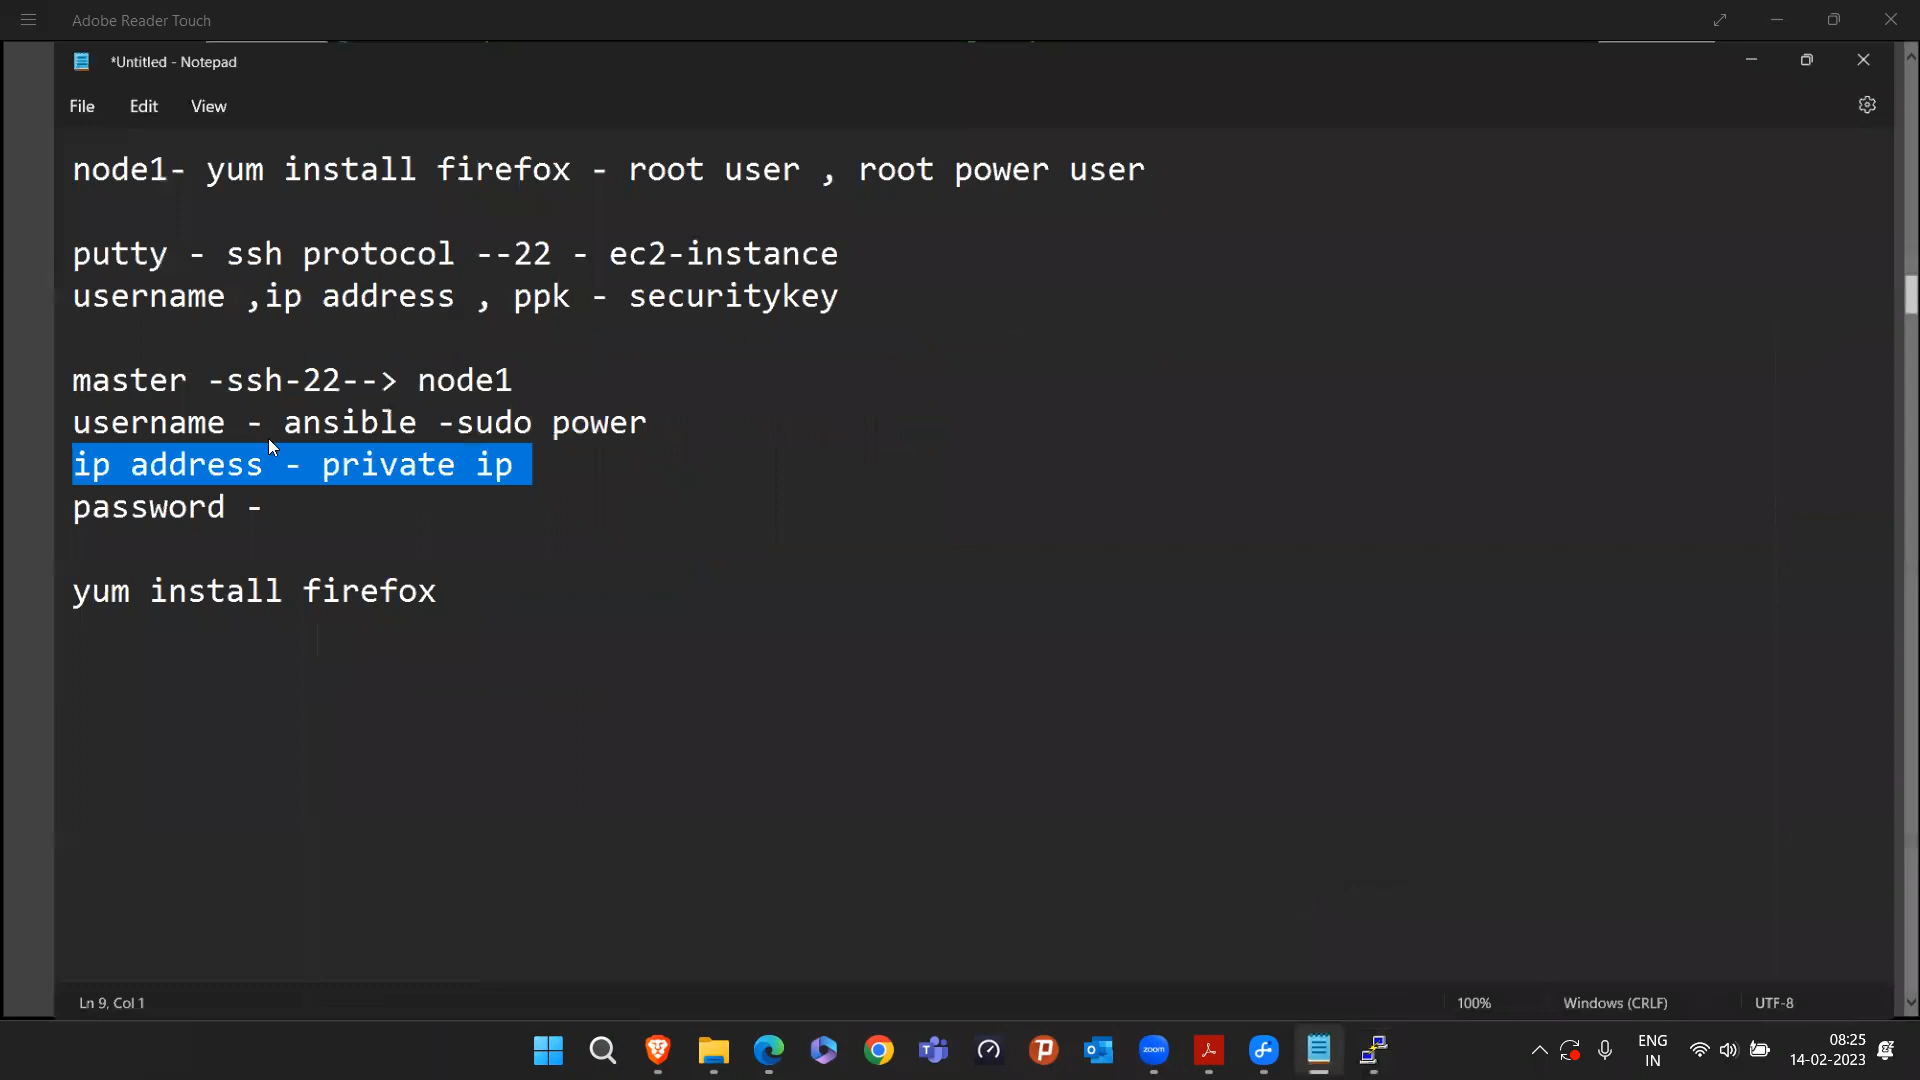 Adobe Reader Touch
*Untitled - Notepad
File Edit View
node1- yum install firefox - root user , root power user
putty - ssh protocol --22 - ec2-instance
username ,ip address , ppk - securitykey
master -ssh-22--> node1
username - ansible -sudo power
ip address - private ip
password -
yum install firefox
Ln 9, Col 1 100% Windows (CRLF) UTF-8
zoom
ENG
IN
08:25
14-02-2023